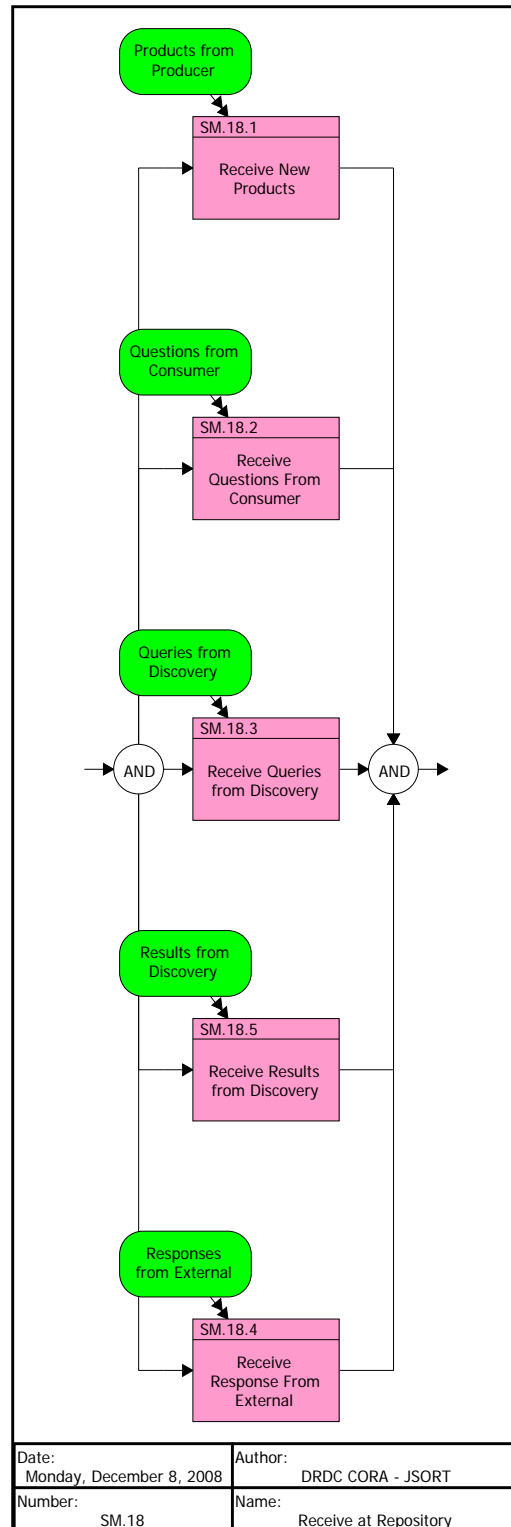 Products from
Producer
SM.18.1
Receive New
Products
Questions from
Consumer
SM.18.2
Receive
Questions From
Consumer
Queries from
Discovery
SM.18.3
AND
Receive Queries
from Discovery
AND
Results from
Discovery
SM.18.5
Receive Results
from Discovery
Responses
from External
SM.18.4
Receive
Response From
External
Date:
Monday, December 8, 2008
Author:
DRDC CORA - JSORT
Number:
SM.18
Name:
Receive at Repository